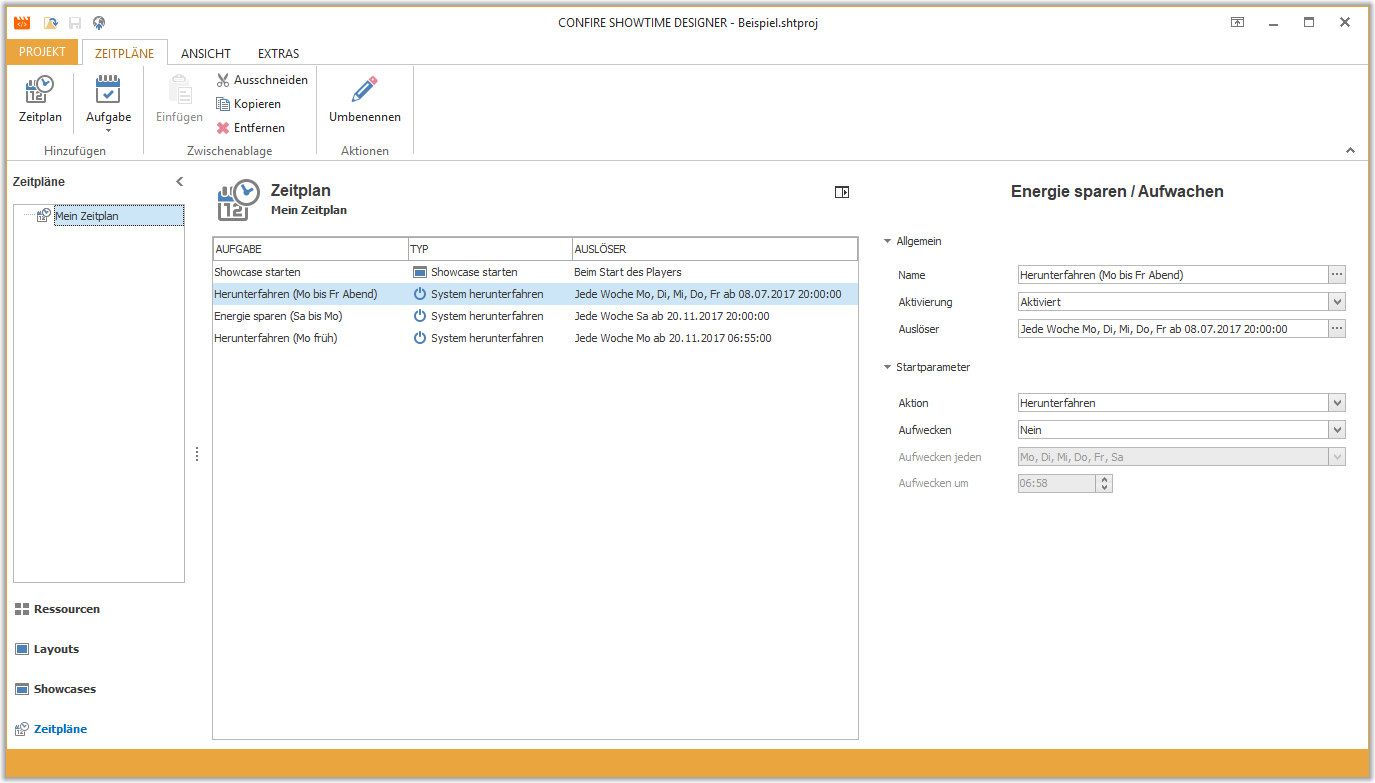 CONFIRE SHOWTIME DESIGNER - Beispiel.shtproj
PROJEKT ZEITPLÄNE ANSICHT EXTRAS
Zeitplan
Aufgabe
Hinzufügen
Einfügen
Ausschneiden
Kopieren
Entfernen
Zwischenablage
Umbenennen
Aktionen
Zeitpläne
Mein Zeitplan
Ressourcen
Layouts
Showcases
Zeitpläne
Zeitplan
Mein Zeitplan
AUFGABE TYP AUSLÖSER
Showcase starten Showcase starten Beim Start des Players
Herunterfahren (Mo bis Fr Abend) System herunterfahren Jede Woche Mo, Di, Mi, Do, Fr ab 08.07.2017 20:00:00
Energie sparen (Sa bis Mo) System herunterfahren Jede Woche Sa ab 20.11.2017 20:00:00
Herunterfahren (Mo früh) System herunterfahren Jede Woche Mo ab 20.11.2017 06:55:00
Energie sparen / Aufwachen
Allgemein
Name Herunterfahren (Mo bis Fr Abend)
Aktivierung Aktiviert
Auslöser Jede Woche Mo, Di, Mi, Do, Fr ab 08.07.2017 20:00:00
Startparameter
Aktion Herunterfahren
Aufwecken Nein
Aufwecken jeden Mo, Di, Mi, Do, Fr, Sa
Aufwecken um 06:58